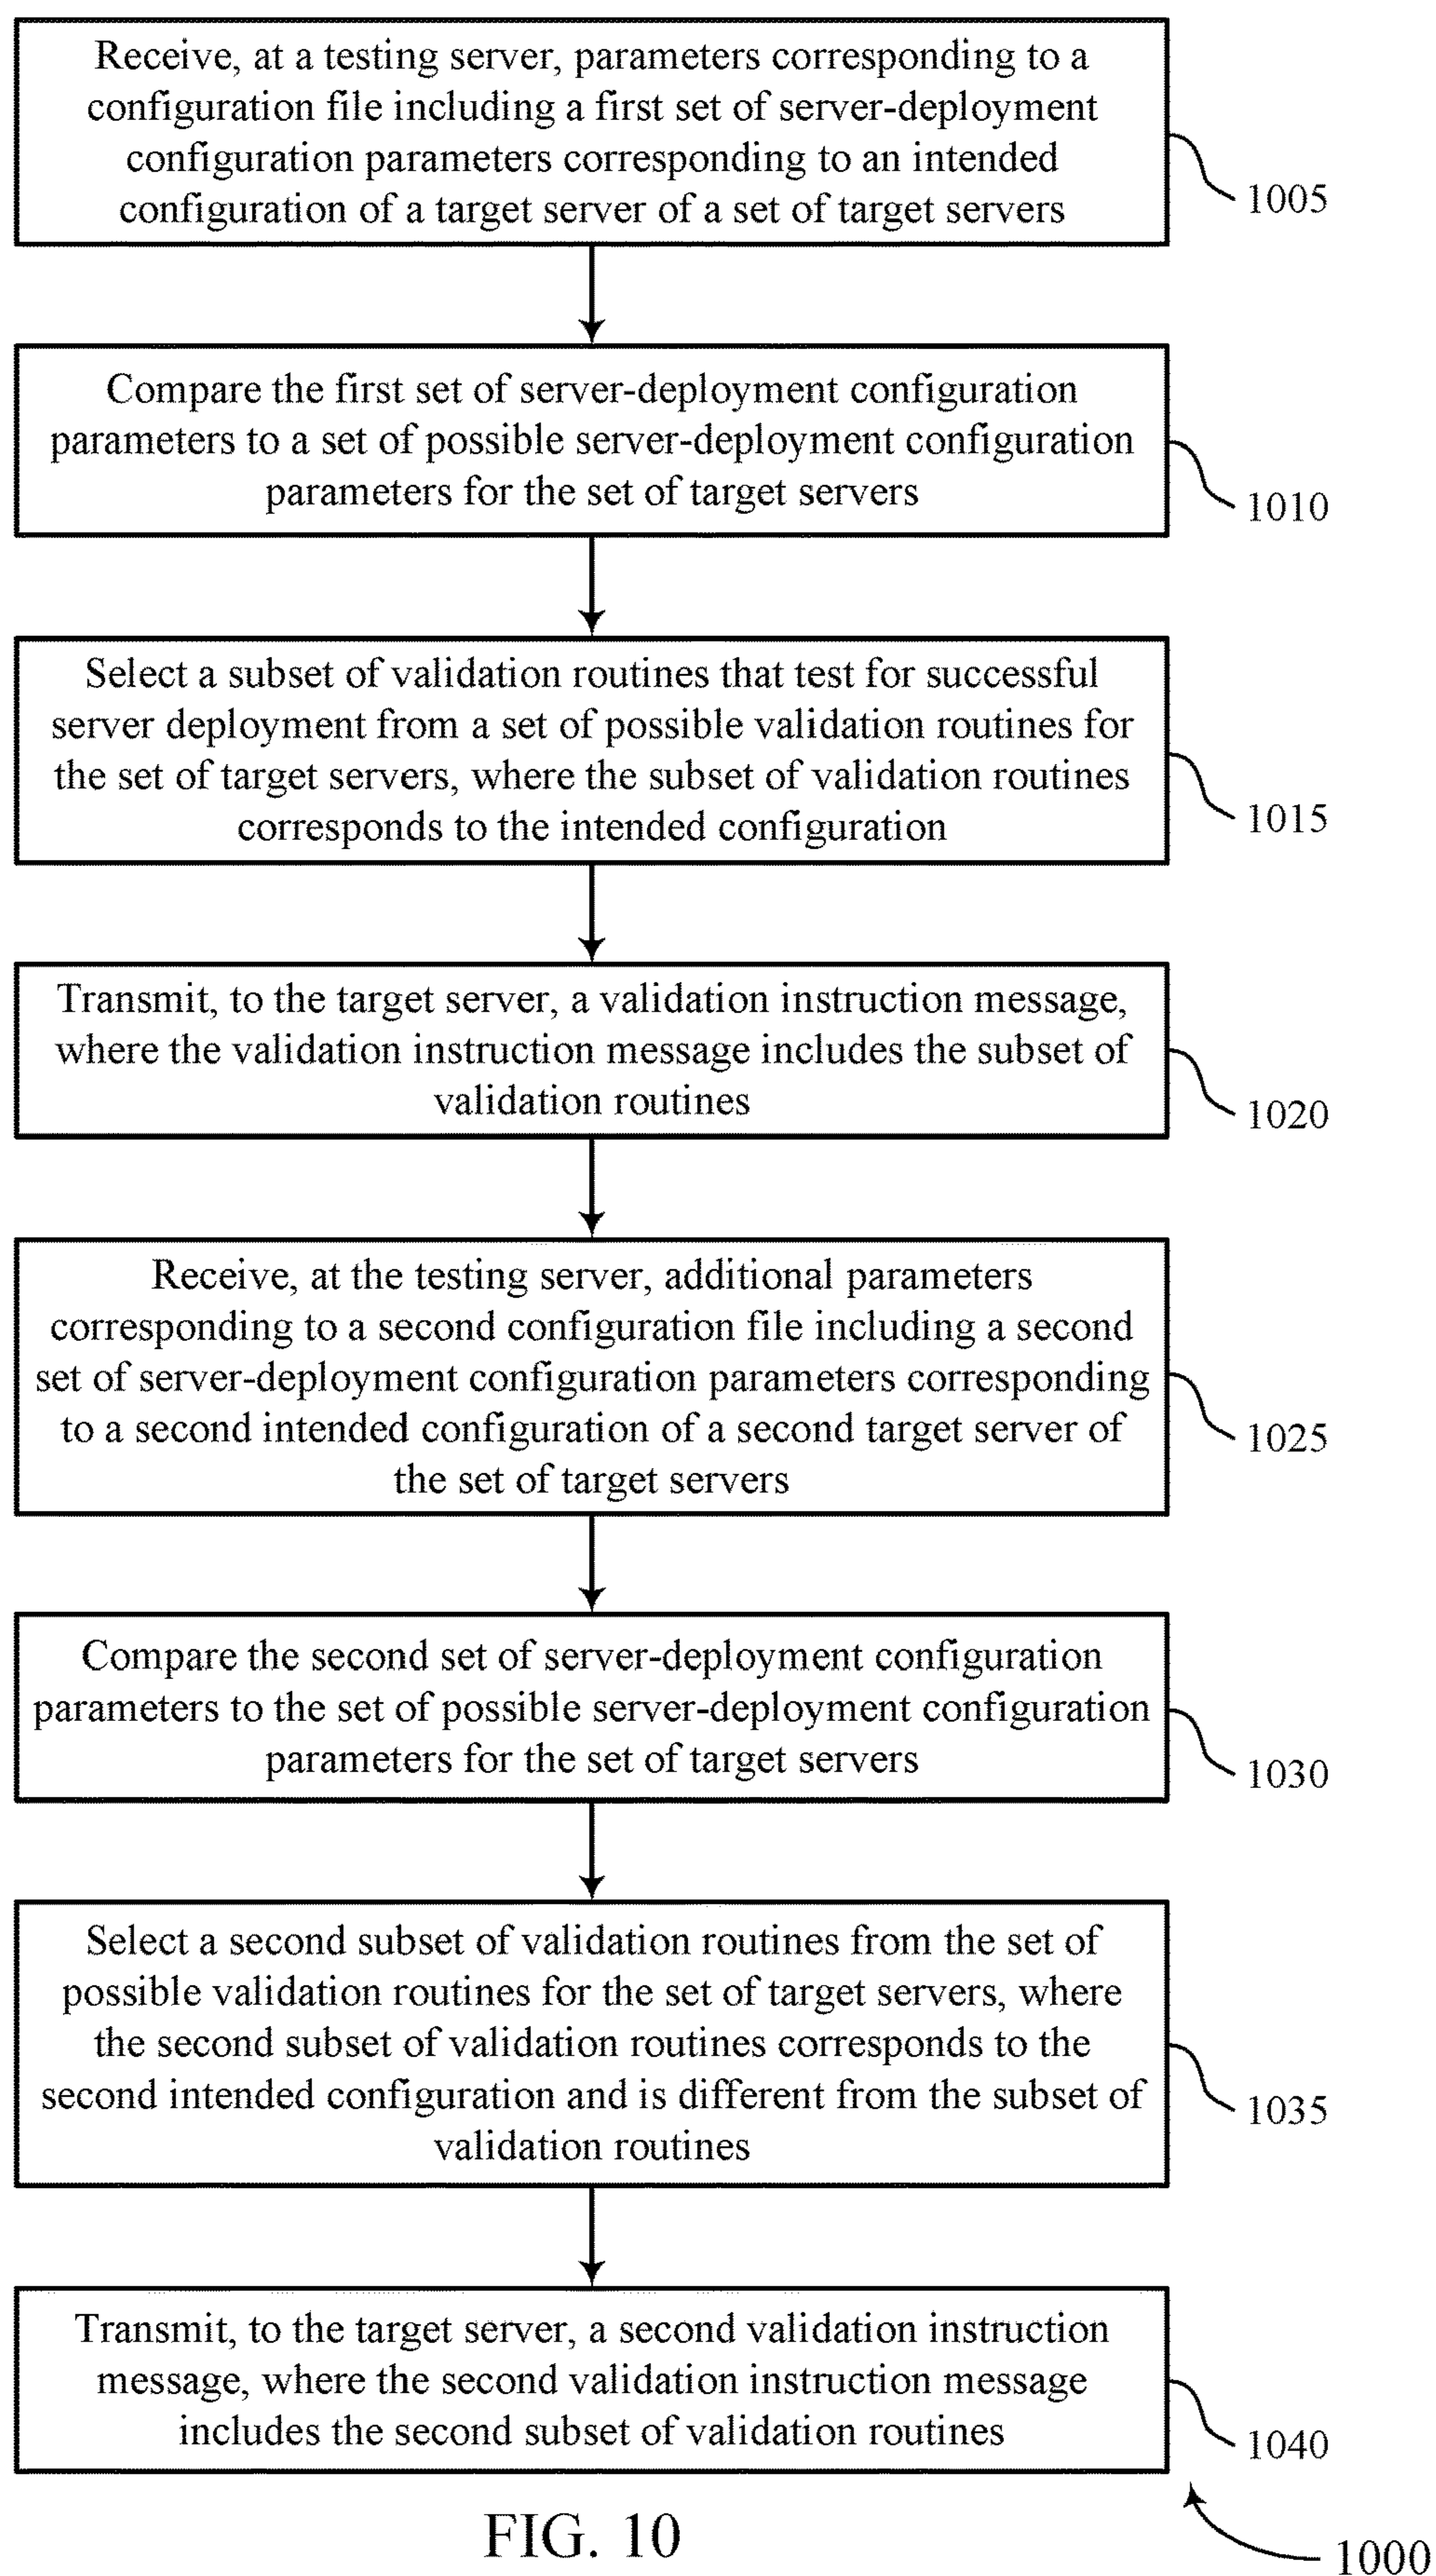 Receive, at a testing server, parameters corresponding to a
configuration file including a first set of server-deployment
configuration parameters corresponding to an intended
configuration of a target server of a set of target servers
1005
Compare the first set of server-deployment configuration
parameters to a set of possible server-deployment configuration
parameters for the set of target servers
1010
Select a subset of validation routines that test for successful
server deployment from a set of possible validation routines for
the set of target servers, where the subset of validation routines
corresponds to the intended configuration
1015
Transmit, to the target server, a validation instruction message,
where the validation instruction message includes the subset of
validation routines
1020
Receive, at the testing server, additional parameters
corresponding to a second configuration file including a second
set of server-deployment configuration parameters corresponding
to a second intended configuration of a second target server of
the set of target servers
1025
Compare the second set of server-deployment configuration
parameters to the set of possible server-deployment configuration
parameters for the set of target servers
1030
Select a second subset of validation routines from the set of
possible validation routines for the set of target servers, where
the second subset of validation routines corresponds to the
second intended configuration and is different from the subset of
validation routines
1035
Transmit, to the target server, a second validation instruction
message, where the second validation instruction message
includes the second subset of validation routines
1040
FIG. 10
1000